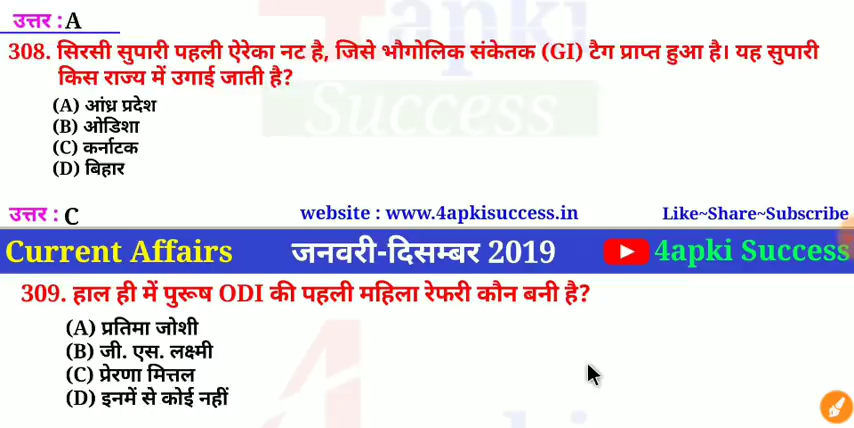 उत्तर : A
308. सिरसी सुपारी पहली ऐरेका नट है, जिसे भौगोलिक संकेतक (GI) टैग प्राप्त हुआ है। यह सुपारी
किस राज्य में उगाई जाती है?
(A) आंध्र प्रदेश
(B) ओडिशा
(C) कर्नाटक
(D) बिहार
उत्तर : C website : www.4apkisuccess.in Like~Share~Subscribe
Current Affairs जनवरी-दिसम्बर 2019 4apki Success
309. हाल ही में पुरूष ODI की पहली महिला रेफरी कौन बनी है?
(A) प्रतिमा जोशी
(B) जी. एस. लक्ष्मी
(C) प्रेरणा मित्तल
(D) इनमें से कोई नहीं